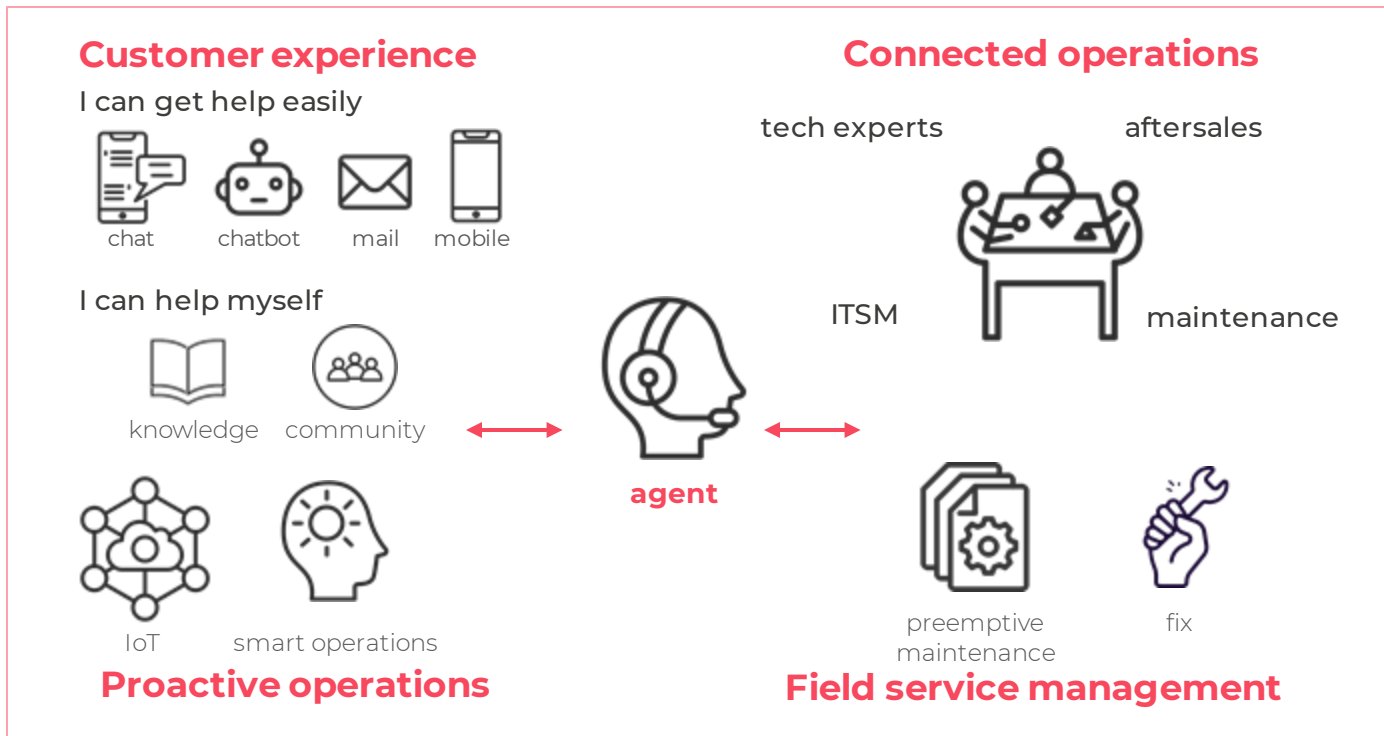 Customer experience
I can get help easily
chat
chatbot
mail
mobile
I can help myself
knowledge
community
IoT
smart operations
Proactive operations
agent
Connected operations
tech experts
aftersales
ITSM
maintenance
preemptive
maintenance
fix
Field service management